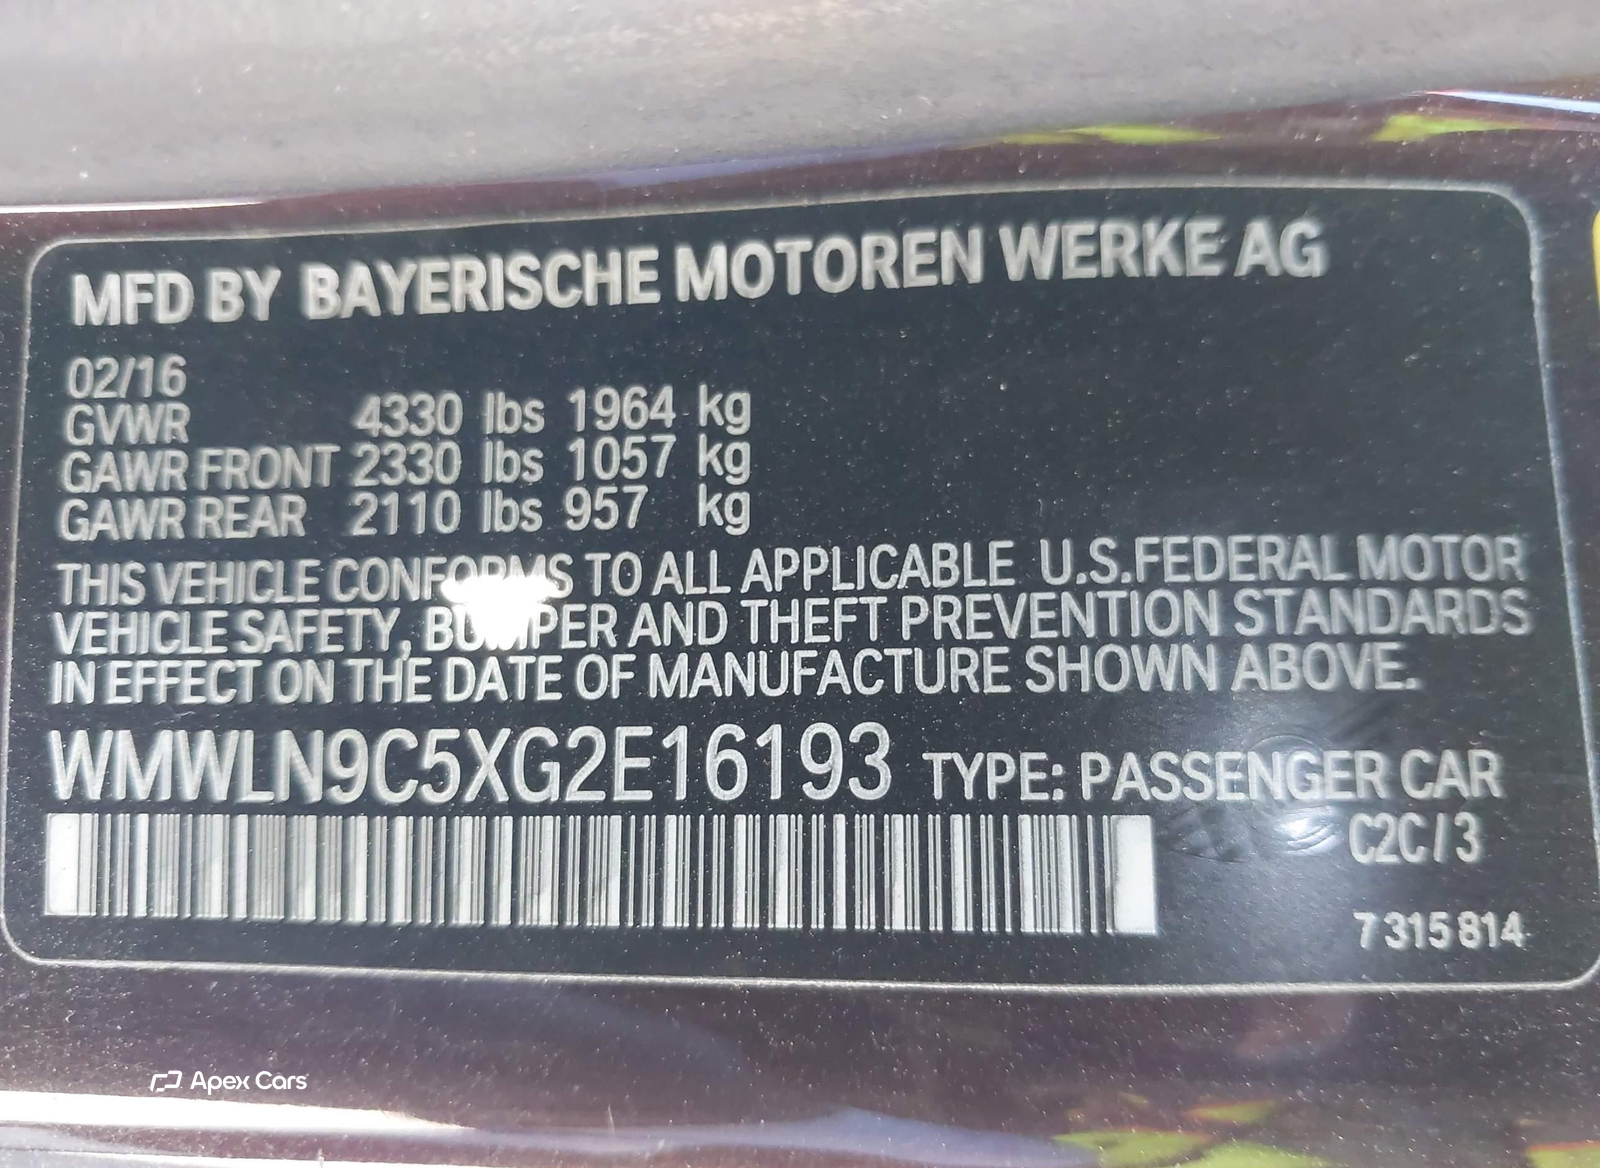 MFD BY BAYERISCHE MOTOREN WERKE AG
02/16
GVWR 4330 lbs 1964 kg
GAWR FRONT 2330 lbs 1057 kg
GAWR REAR 2110 lbs 957 kg
THIS VEHICLE CONFORMS TO ALL APPLICABLE U.S.FEDERAL MOTOR
VEHICLE SAFETY, BUMPER AND THEFT PREVENTION STANDARDS
IN EFFECT ON THE DATE OF MANUFACTURE SHOWN ABOVE.
WMWLN9C5XG2E16193 TYPE: PASSENGER CAR
C2C/3
7315814
Apex Cars